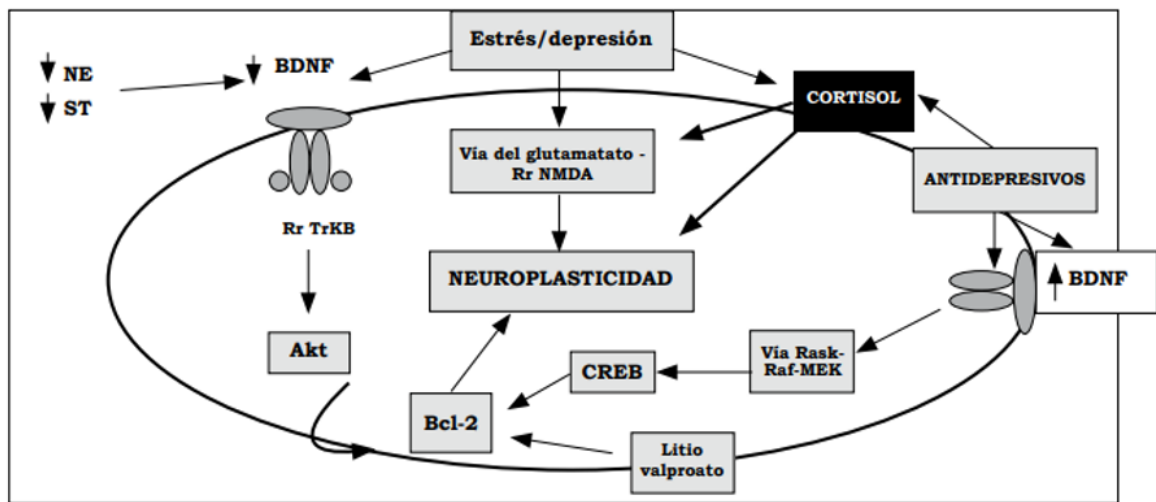 Estrés/depresión
NE
ST
BDNF
CORTISOL
Vía del glutamatato -
Rr NMDA
ANTIDEPRESIVOS
Rr TrKB
NEUROPLASTICIDAD
BDNF
Akt
CREB
Vía Rask-
Raf-MEK
Bcl-2
Litio
valproato